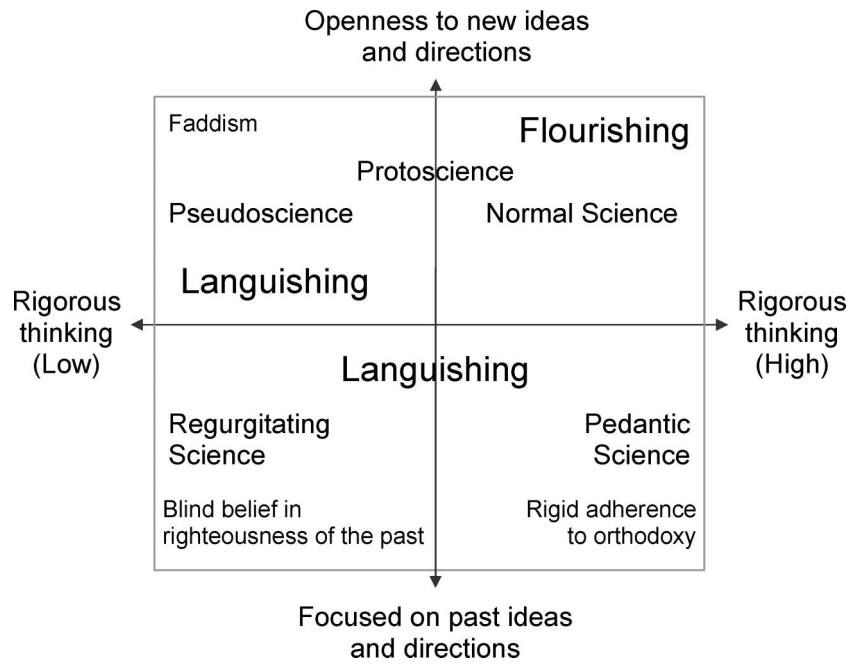 Openness to new ideas
and directions
Faddism
Flourishing
Protoscience
Pseudoscience
Normal Science
Languishing
Rigorous
thinking
(Low)
Rigorous
thinking
(High)
Languishing
Regurgitating
Science
Pedantic
Science
Blind belief in
righteousness of the past
Rigid adherence
to orthodoxy
Focused on past ideas
and directions